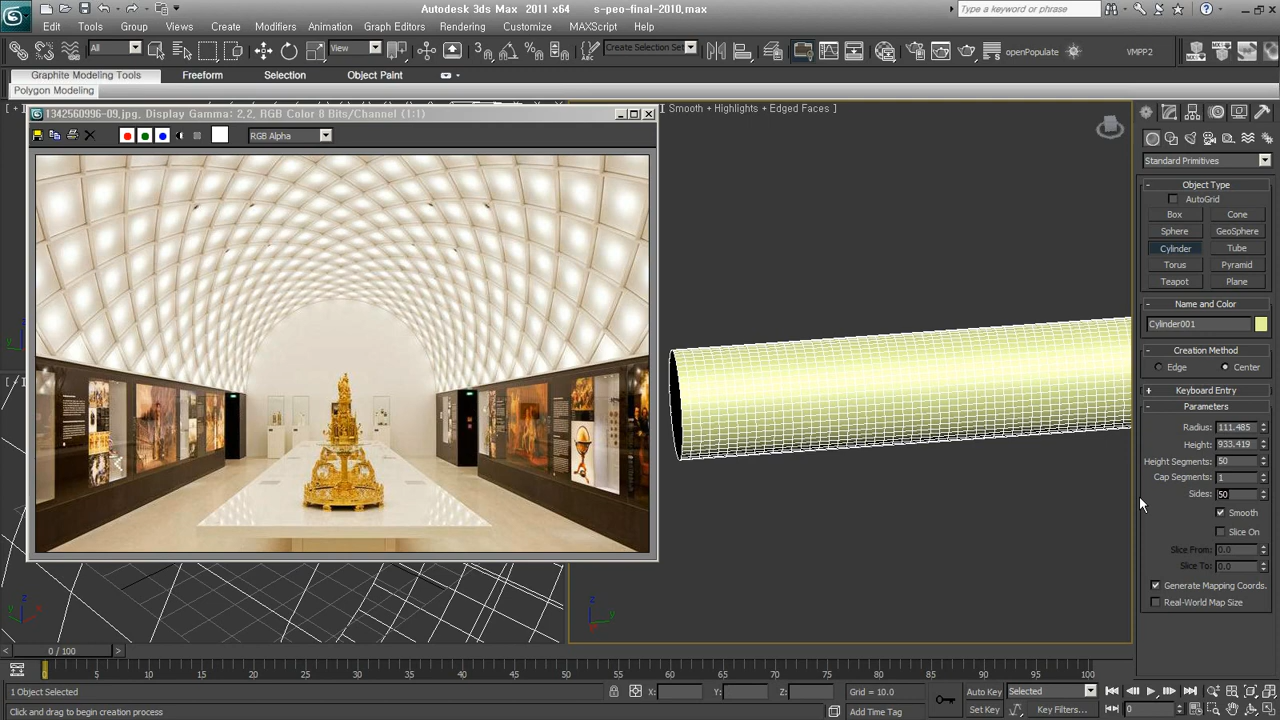 Autodesk 3ds Max 2011 x64 s-peo-final-2010.max
Type a keyword or phrase
Edit Tools Group Views Create Modifiers Animation Graph Editors Rendering Customize MAXScript Help
All View Create Selection Set openPopulate VMPP2
Graphite Modeling Tools Freeform Selection Object Paint
Polygon Modeling
[ + ] [ Smooth + Highlights + Edged Faces ]
1342560996-09.jpg, Display Gamma: 2,2, RGB Color 8 Bits/Channel (1:1)
RGB Alpha
Standard Primitives
- Object Type
AutoGrid
Box Cone
Sphere GeoSphere
Cylinder Tube
Torus Pyramid
Teapot Plane
- Name and Color
Cylinder001
- Creation Method
Edge Center
+ Keyboard Entry
- Parameters
Radius: 111.485
Height: 933.419
Height Segments: 50
Cap Segments: 1
Sides: 50
Smooth
Slice On
Slice From: 0.0
Slice To: 0.0
Generate Mapping Coords.
Real-World Map Size
z
y x
z
y
< 0 / 100 >
0 5 10 15 20 25 30 35 40 45 50 55 60 65 70 75 80 85 90 95 100
1 Object Selected X: Y: Z: Grid = 10.0 Auto Key Selected
Click and drag to begin creation process Add Time Tag Set Key Key Filters... 0